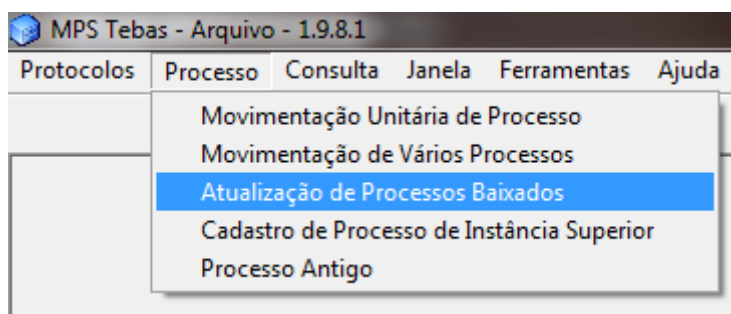 MPS Tebas - Arquivo - 1.9.8.1
Protocolos Processo Consulta Janela Ferramentas Ajuda
Movimentação Unitária de Processo
Movimentação de Vários Processos
Atualização de Processos Baixados
Cadastro de Processo de Instância Superior
Processo Antigo